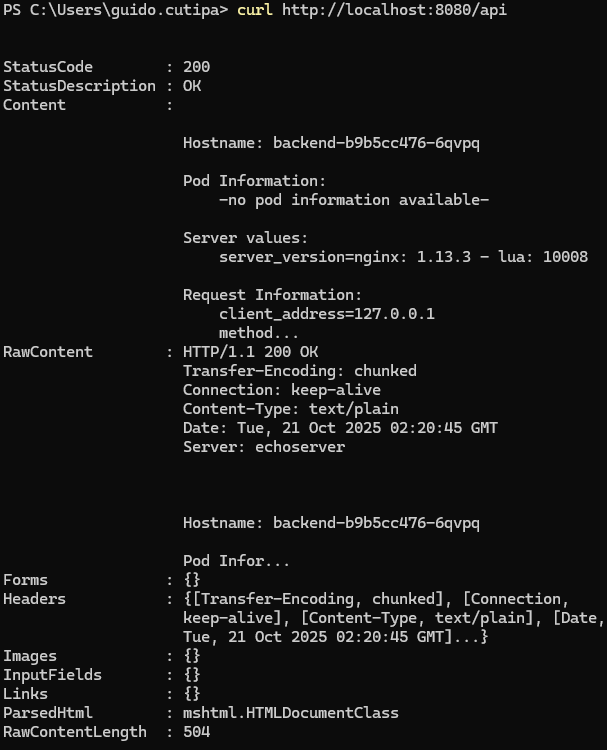 PS C:\Users\guido.cutipa> curl http://localhost:8080/api
StatusCode        : 200
StatusDescription : OK
Content           :
Hostname: backend-b9b5cc476-6qvpq
Pod Information:
-no pod information available-
Server values:
server_version=nginx: 1.13.3 - lua: 10008
Request Information:
client_address=127.0.0.1
method...
RawContent        : HTTP/1.1 200 OK
Transfer-Encoding: chunked
Connection: keep-alive
Content-Type: text/plain
Date: Tue, 21 Oct 2025 02:20:45 GMT
Server: echoserver
Hostname: backend-b9b5cc476-6qvpq
Pod Infor...
Forms             : {}
Headers           : {[Transfer-Encoding, chunked], [Connection,
keep-alive], [Content-Type, text/plain], [Date,
Tue, 21 Oct 2025 02:20:45 GMT]...}
Images            : {}
InputFields       : {}
Links             : {}
ParsedHtml        : mshtml.HTMLDocumentClass
RawContentLength  : 504